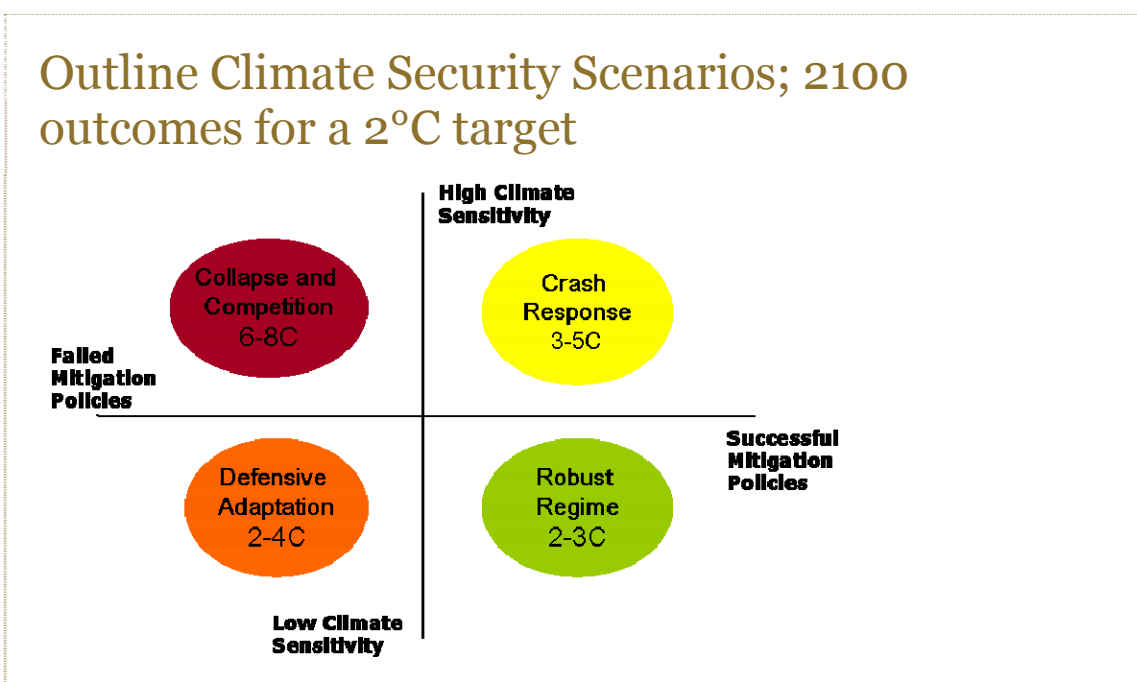 Outline Climate Security Scenarios; 2100
outcomes for a 2°C target
High Climate
Sensitivity
Collapse and
Competition
6-8C
Crash
Response
3-5C
Failed
Mitigation
Policies
Successful
Mitigation
Policies
Defensive
Adaptation
2-4C
Robust
Regime
2-3C
Low Climate
Sensitivity